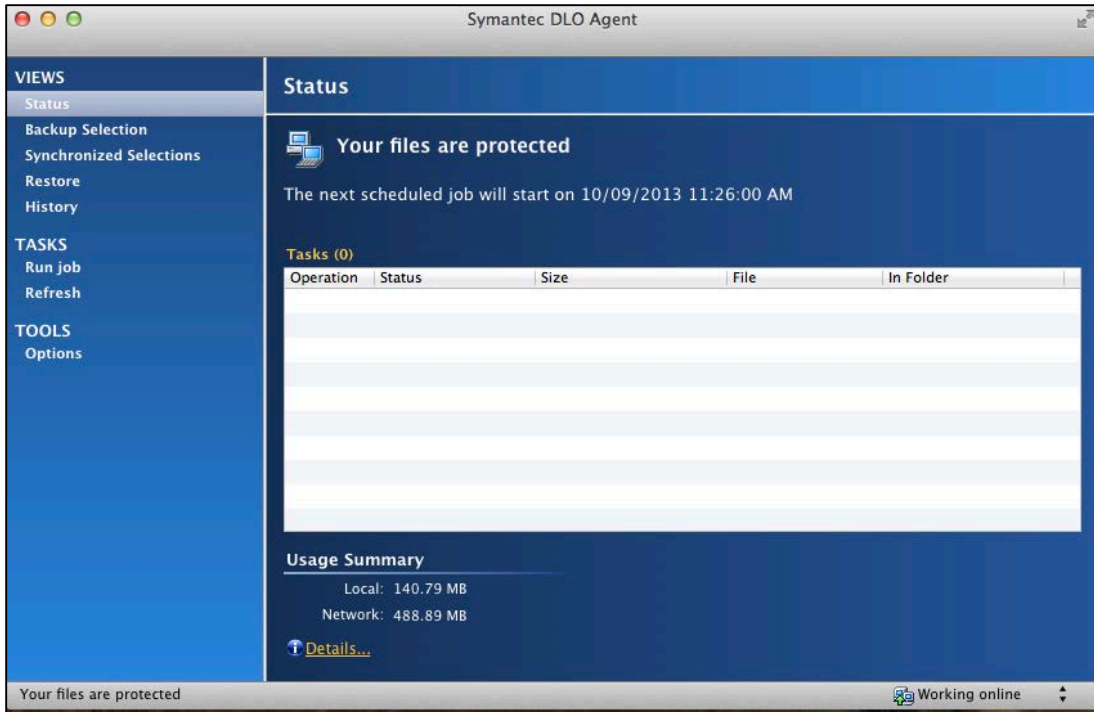 Symantec DLO Agent
VIEWS
Status
Backup Selection
Synchronized Selections
Restore
History
TASKS
Run job
Refresh
TOOLS
Options
Status
Your files are protected
The next scheduled job will start on 10/09/2013 11:26:00 AM
Tasks (0)
Operation Status Size File In Folder
Usage Summary
Local: 140.79 MB
Network: 488.89 MB
Details...
Your files are protected
Working online